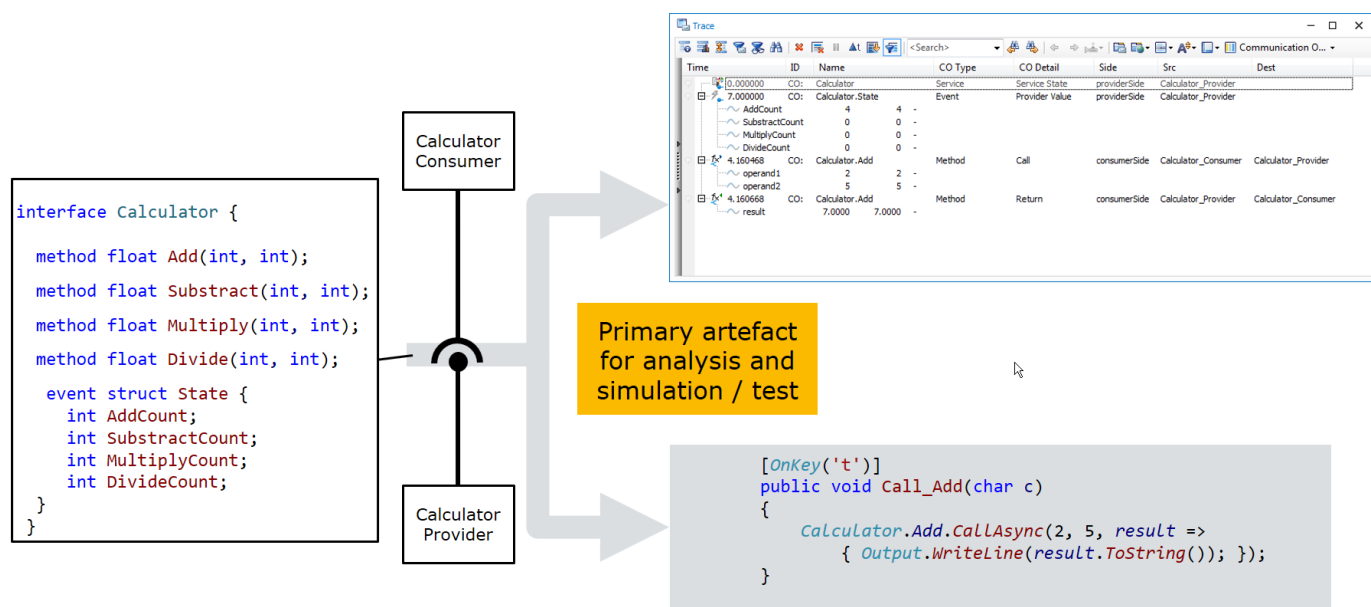 interface Calculator {
method float Add(int, int);
method float Substract(int, int);
method float Multiply(int, int);
method float Divide(int, int);
event struct State {
int AddCount;
int SubstractCount;
int MultiplyCount;
int DivideCount;
}
}
Calculator
Consumer
Calculator
Provider
Trace
<Search>
Communication O...
Time ID Name CO Type CO Detail Side Src Dest
0.000000 CO: Calculator Service Service State providerSide Calculator_Provider
7.000000 CO: Calculator.State Event Provider Value providerSide Calculator_Provider
AddCount 4 4 -
SubstractCount 0 0 -
MultiplyCount 0 0 -
DivideCount 0 0 -
4.160468 CO: Calculator.Add Method Call consumerSide Calculator_Consumer Calculator_Provider
operand1 2 2 -
operand2 5 5 -
4.160668 CO: Calculator.Add Method Return consumerSide Calculator_Provider Calculator_Consumer
result 7.0000 7.0000 -
Primary artefact
for analysis and
simulation / test
[OnKey('t')]
public void Call_Add(char c)
{
Calculator.Add.CallAsync(2, 5, result =>
{ Output.WriteLine(result.ToString()); });
}